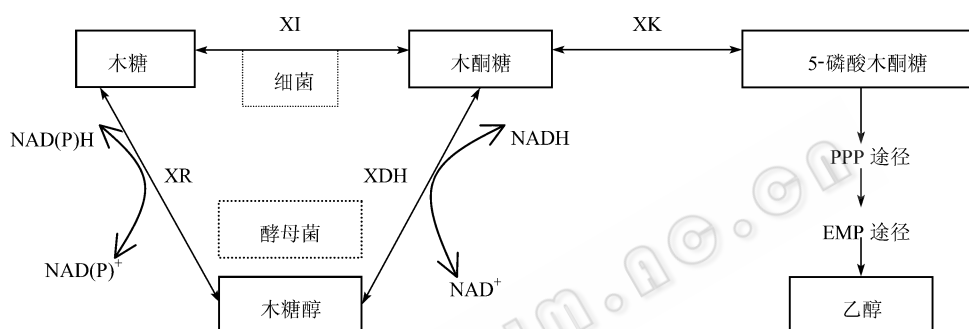 XI
XK
木糖
木酮糖
5-磷酸木酮糖
细菌
NAD(P)H
NADH
XR
XDH
PPP 途径
酵母菌
EMP 途径
NAD(P)⁺
NAD⁺
木糖醇
乙醇